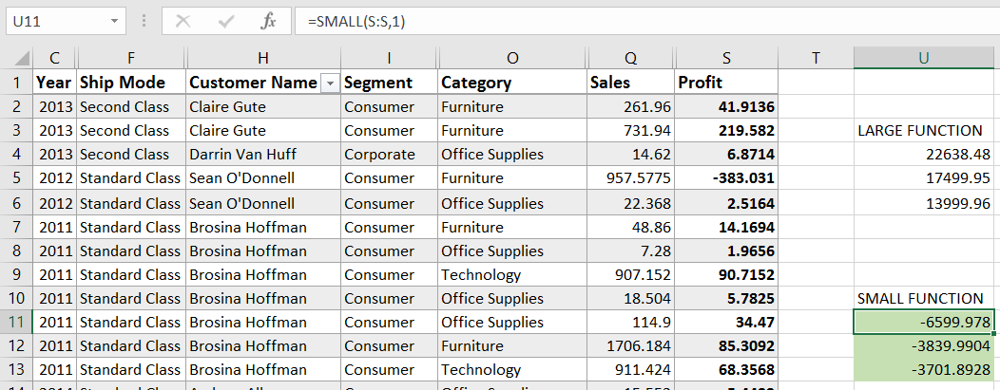 U11 fx =SMALL(S:S,1)
C F H I O Q S T U
1 Year Ship Mode Customer Name Segment Category Sales Profit
2 2013 Second Class Claire Gute Consumer Furniture 261.96 41.9136
3 2013 Second Class Claire Gute Consumer Furniture 731.94 219.582 LARGE FUNCTION
4 2013 Second Class Darrin Van Huff Corporate Office Supplies 14.62 6.8714 22638.48
5 2012 Standard Class Sean O'Donnell Consumer Furniture 957.5775 -383.031 17499.95
6 2012 Standard Class Sean O'Donnell Consumer Office Supplies 22.368 2.5164 13999.96
7 2011 Standard Class Brosina Hoffman Consumer Furniture 48.86 14.1694
8 2011 Standard Class Brosina Hoffman Consumer Office Supplies 7.28 1.9656
9 2011 Standard Class Brosina Hoffman Consumer Technology 907.152 90.7152
10 2011 Standard Class Brosina Hoffman Consumer Office Supplies 18.504 5.7825 SMALL FUNCTION
11 2011 Standard Class Brosina Hoffman Consumer Office Supplies 114.9 34.47 -6599.978
12 2011 Standard Class Brosina Hoffman Consumer Furniture 1706.184 85.3092 -3839.9904
13 2011 Standard Class Brosina Hoffman Consumer Technology 911.424 68.3568 -3701.8928